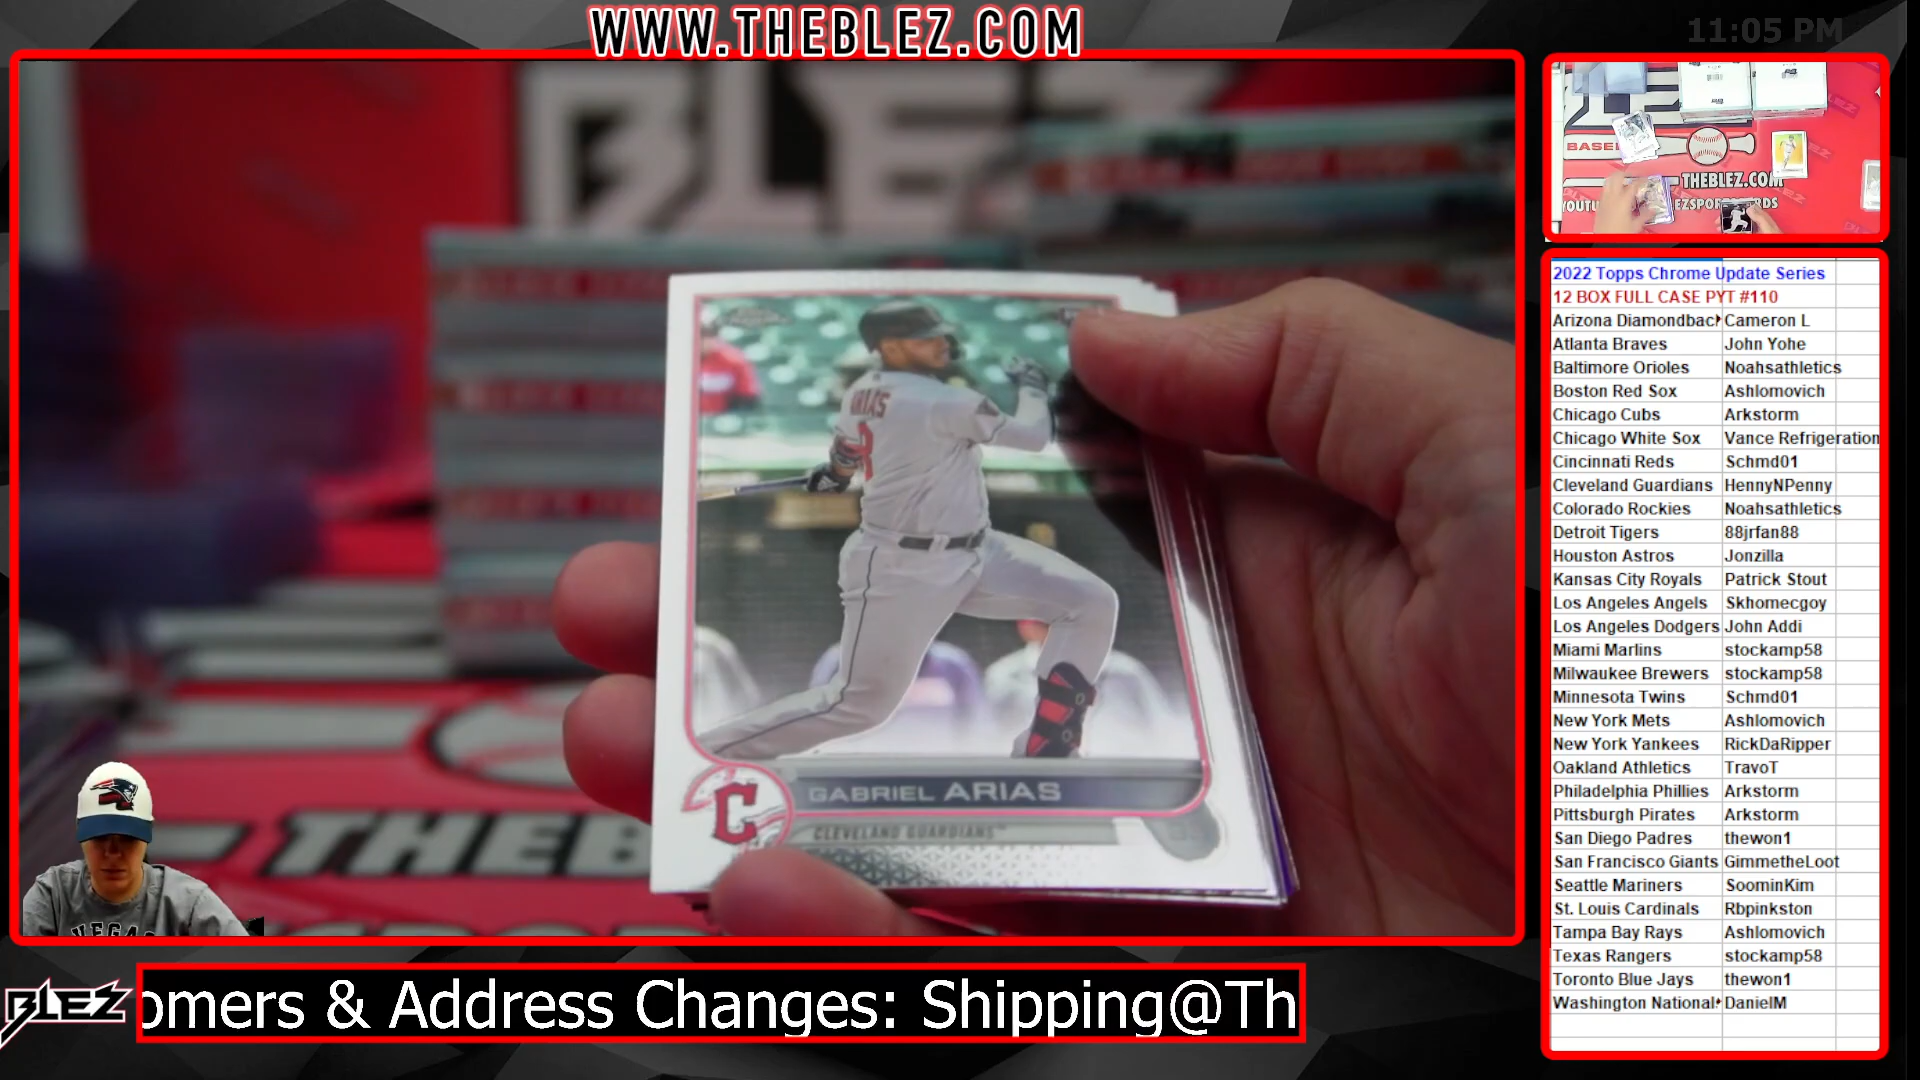 WWW.THEBLEZ.COM
11:05 PM
BLEZ
ARIAS
8
GABRIEL ARIAS
CLEVELAND GUARDIANS™
C
THEB
VEGAS
BASE
THEBLEZ.COM
2022 Topps Chrome Update Series
12 BOX FULL CASE PYT #110
Arizona Diamondbac Cameron L
Atlanta Braves John Yohe
Baltimore Orioles Noahsathletics
Boston Red Sox Ashlomovich
Chicago Cubs Arkstorm
Chicago White Sox Vance Refrigeration
Cincinnati Reds Schmd01
Cleveland Guardians HennyNPenny
Colorado Rockies Noahsathletics
Detroit Tigers 88jrfan88
Houston Astros Jonzilla
Kansas City Royals Patrick Stout
Los Angeles Angels Skhomecgoy
Los Angeles Dodgers John Addi
Miami Marlins stockamp58
Milwaukee Brewers stockamp58
Minnesota Twins Schmd01
New York Mets Ashlomovich
New York Yankees RickDaRipper
Oakland Athletics TravoT
Philadelphia Phillies Arkstorm
Pittsburgh Pirates Arkstorm
San Diego Padres thewon1
San Francisco Giants GimmetheLoot
Seattle Mariners SoominKim
St. Louis Cardinals Rbpinkston
Tampa Bay Rays Ashlomovich
Texas Rangers stockamp58
Toronto Blue Jays thewon1
Washington National DanielM
BLEZ
omers & Address Changes: Shipping@Th